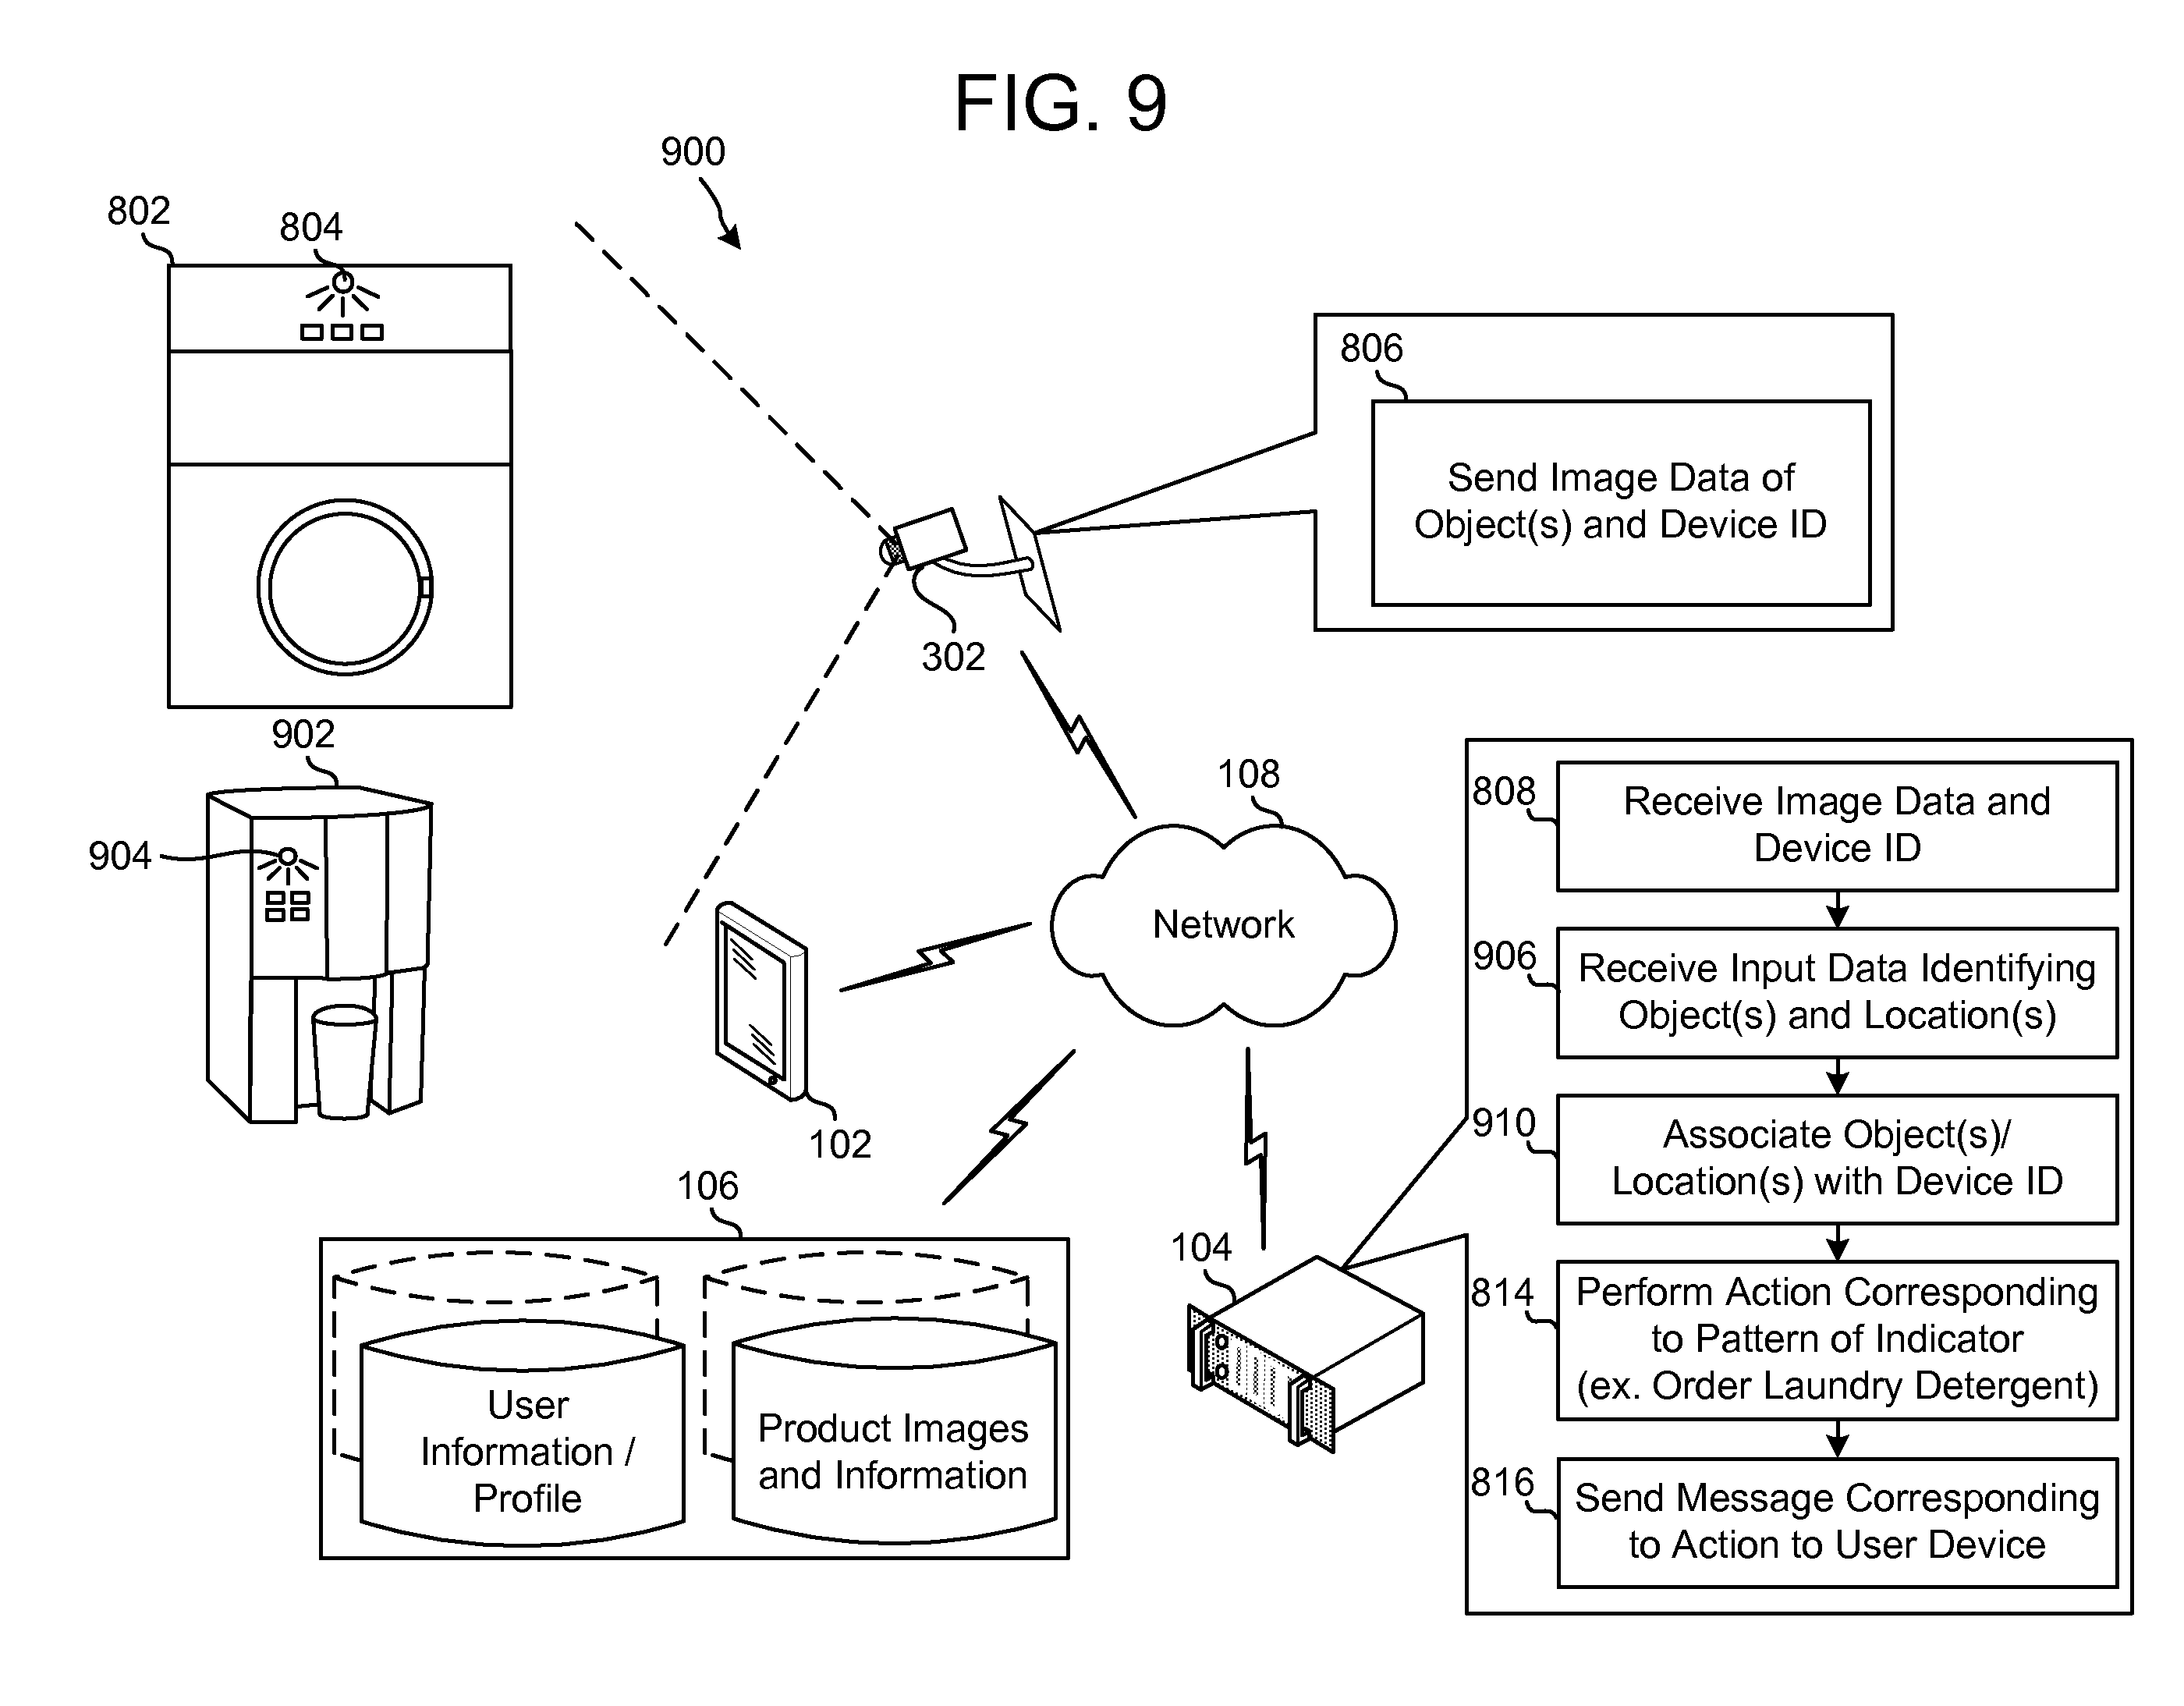 FIG. 9
900
802
804
806
Send Image Data of
Object(s) and Device ID
302
902
904
108
Network
102
106
User
Information /
Profile
Product Images
and Information
104
808
Receive Image Data and
Device ID
906
Receive Input Data Identifying
Object(s) and Location(s)
910
Associate Object(s)/
Location(s) with Device ID
814
Perform Action Corresponding
to Pattern of Indicator
(ex. Order Laundry Detergent)
816
Send Message Corresponding
to Action to User Device